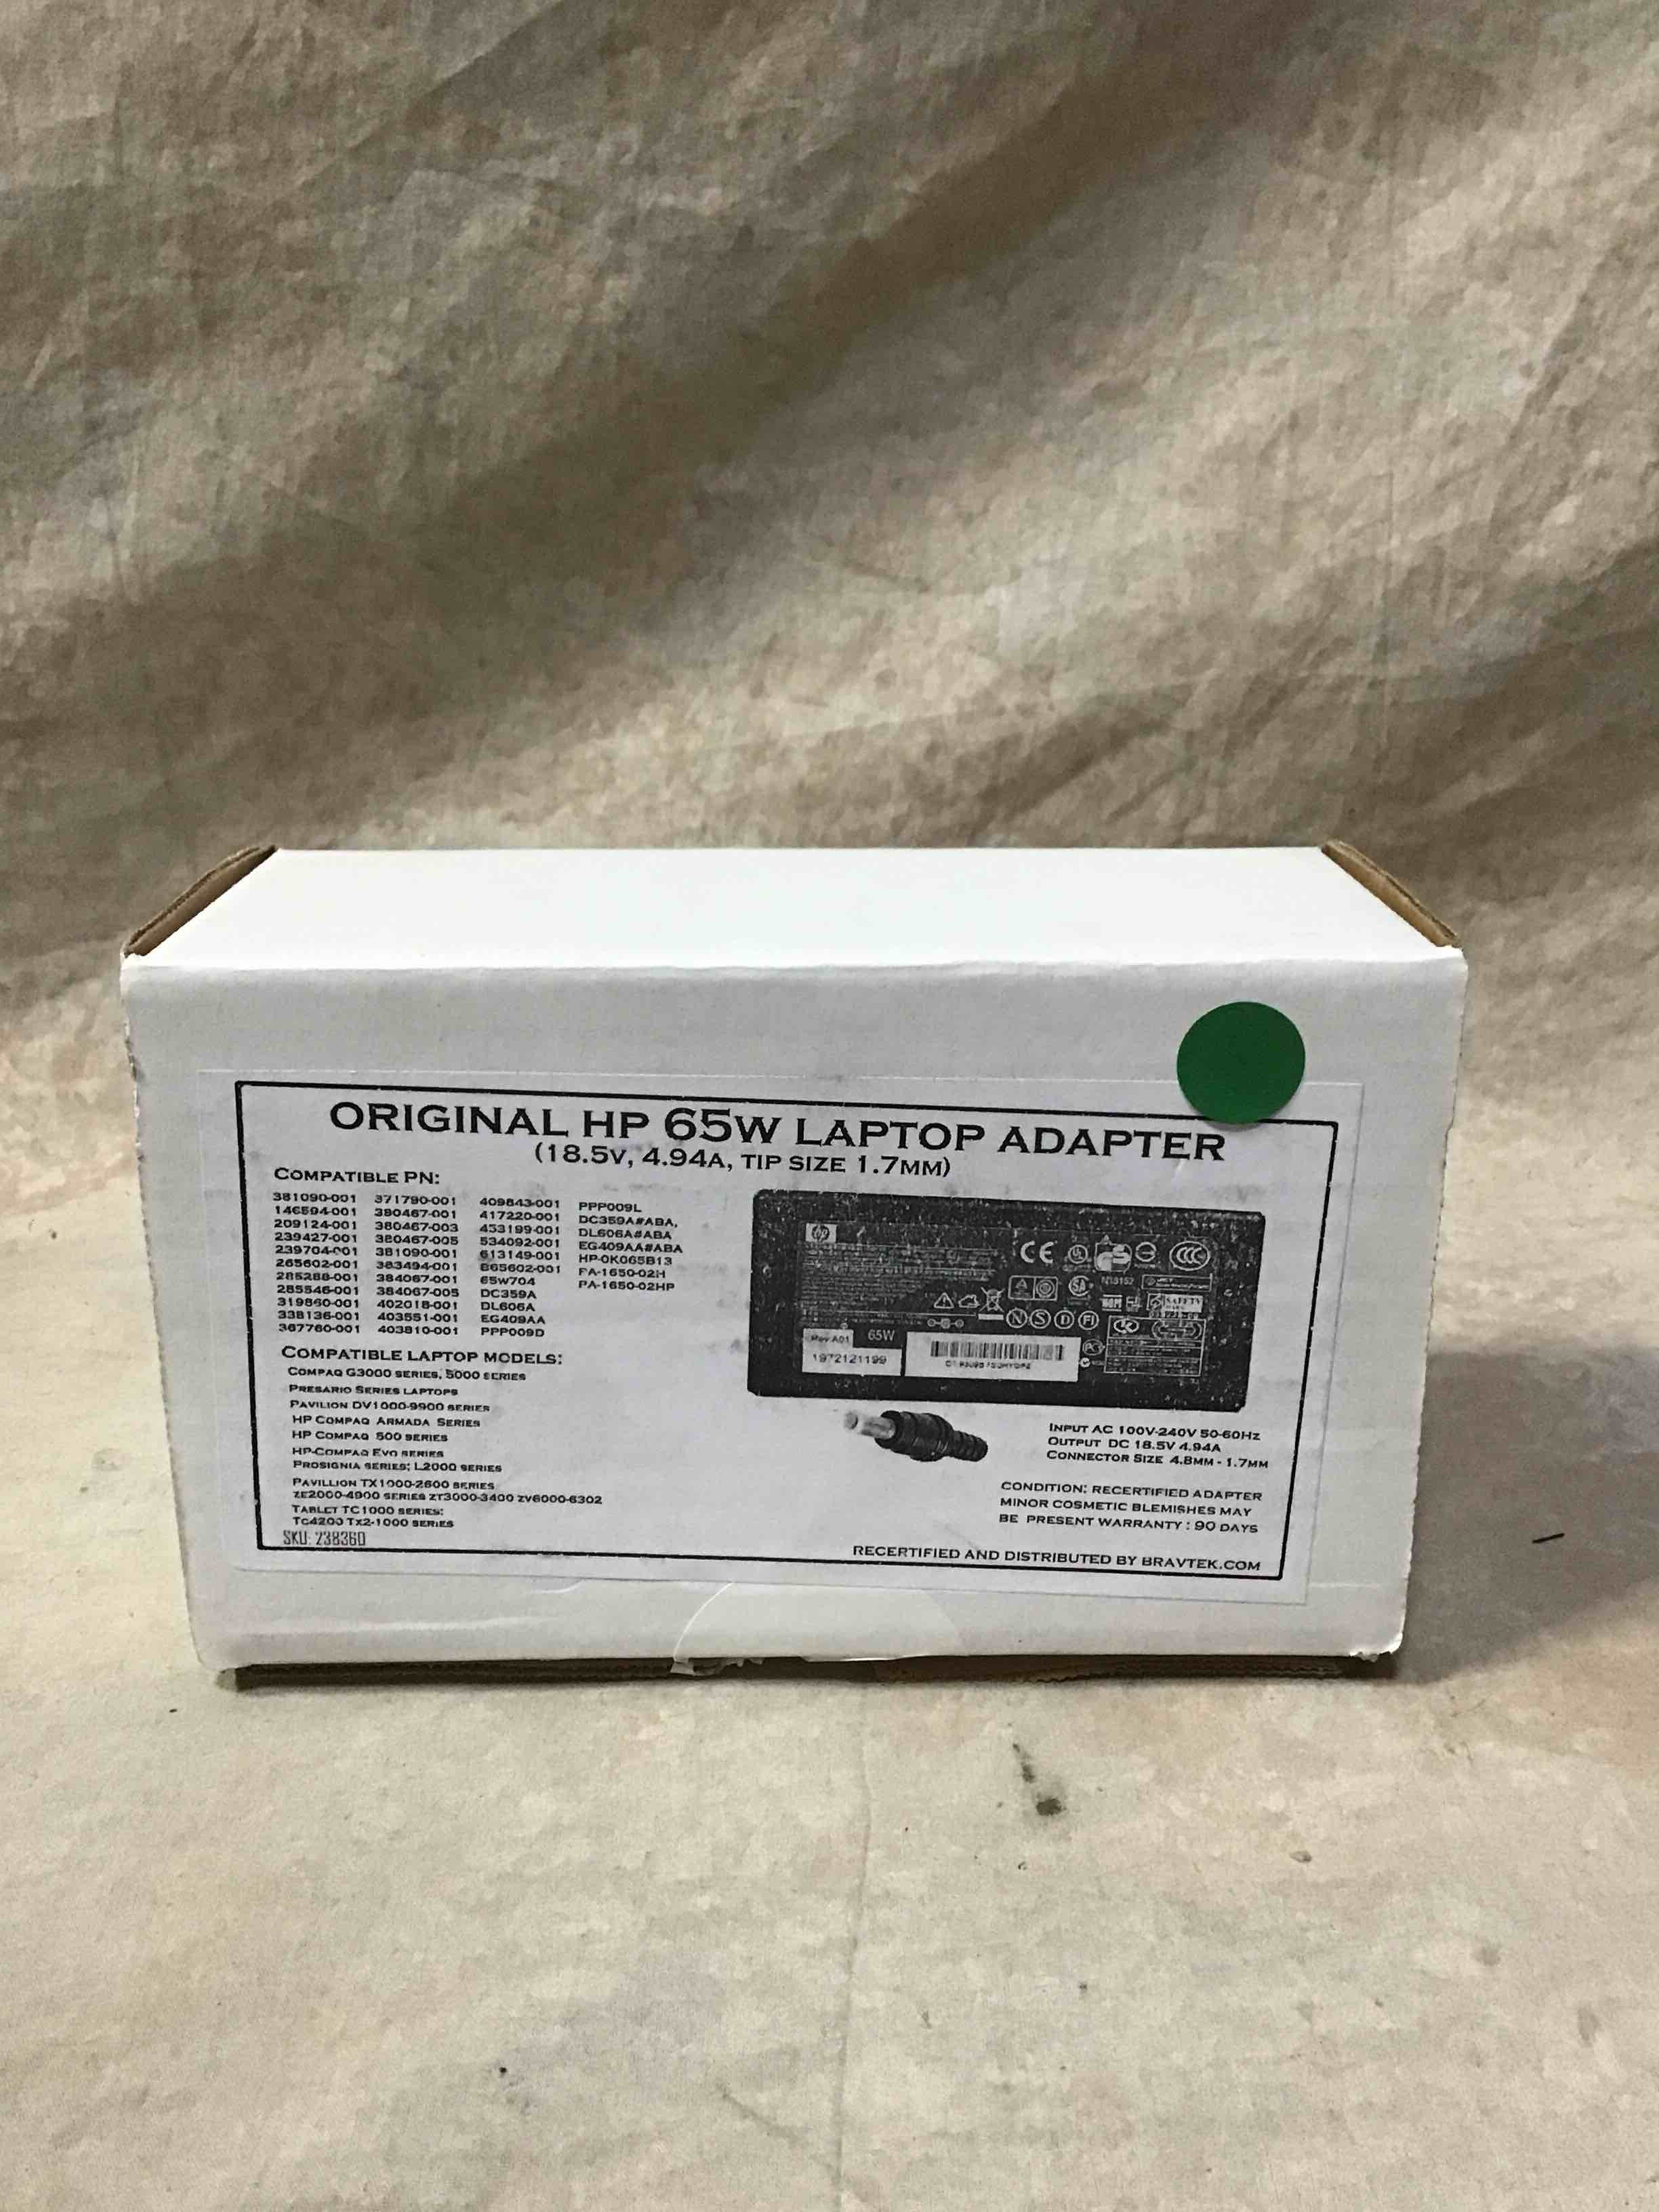 ORIGINAL HP 65W LAPTOP ADAPTER
(18.5V, 4.94A, TIP SIZE 1.7MM)
COMPATIBLE PN:
381090-001 371790-001 409843-001 PPP009L
146594-001 380467-001 417220-001 DC359A#ABA,
209124-001 380467-003 453199-001 DL606A#ABA
239427-001 380467-005 534092-001 EG409AA#ABA
239704-001 381090-001 613149-001 HP-OK065B13
265602-001 383494-001 B65602-001 PA-1650-02H
285288-001 384067-001 65W704 PA-1650-02HP
285546-001 384067-005 DC359A
319860-001 402018-001 DL606A
338136-001 403551-001 EG409AA
367760-001 403810-001 PPP009D
COMPATIBLE LAPTOP MODELS:
COMPAQ G3000 SERIES, 5000 SERIES
PRESARIO SERIES LAPTOPS
PAVILION DV1000-9900 SERIES
HP COMPAQ ARMADA SERIES
HP COMPAQ 500 SERIES
HP-COMPAQ EVO SERIES
PROSIGNIA SERIES; L2000 SERIES
PAVILLION TX1000-2600 SERIES
ZE2000-4900 SERIES ZT3000-3400 ZV6000-6302
TABLET TC1000 SERIES:
TC4200 TX2-1000 SERIES
SKU: 238360
hp
CE
N18152
NSDFI
SAFETY
Rev A01 65W
1972121199
INPUT AC 100V-240V 50-60HZ
OUTPUT DC 18.5V 4.94A
CONNECTOR SIZE 4.8MM - 1.7MM
CONDITION: RECERTIFIED ADAPTER
MINOR COSMETIC BLEMISHES MAY
BE PRESENT WARRANTY : 90 DAYS
RECERTIFIED AND DISTRIBUTED BY BRAVTEK.COM